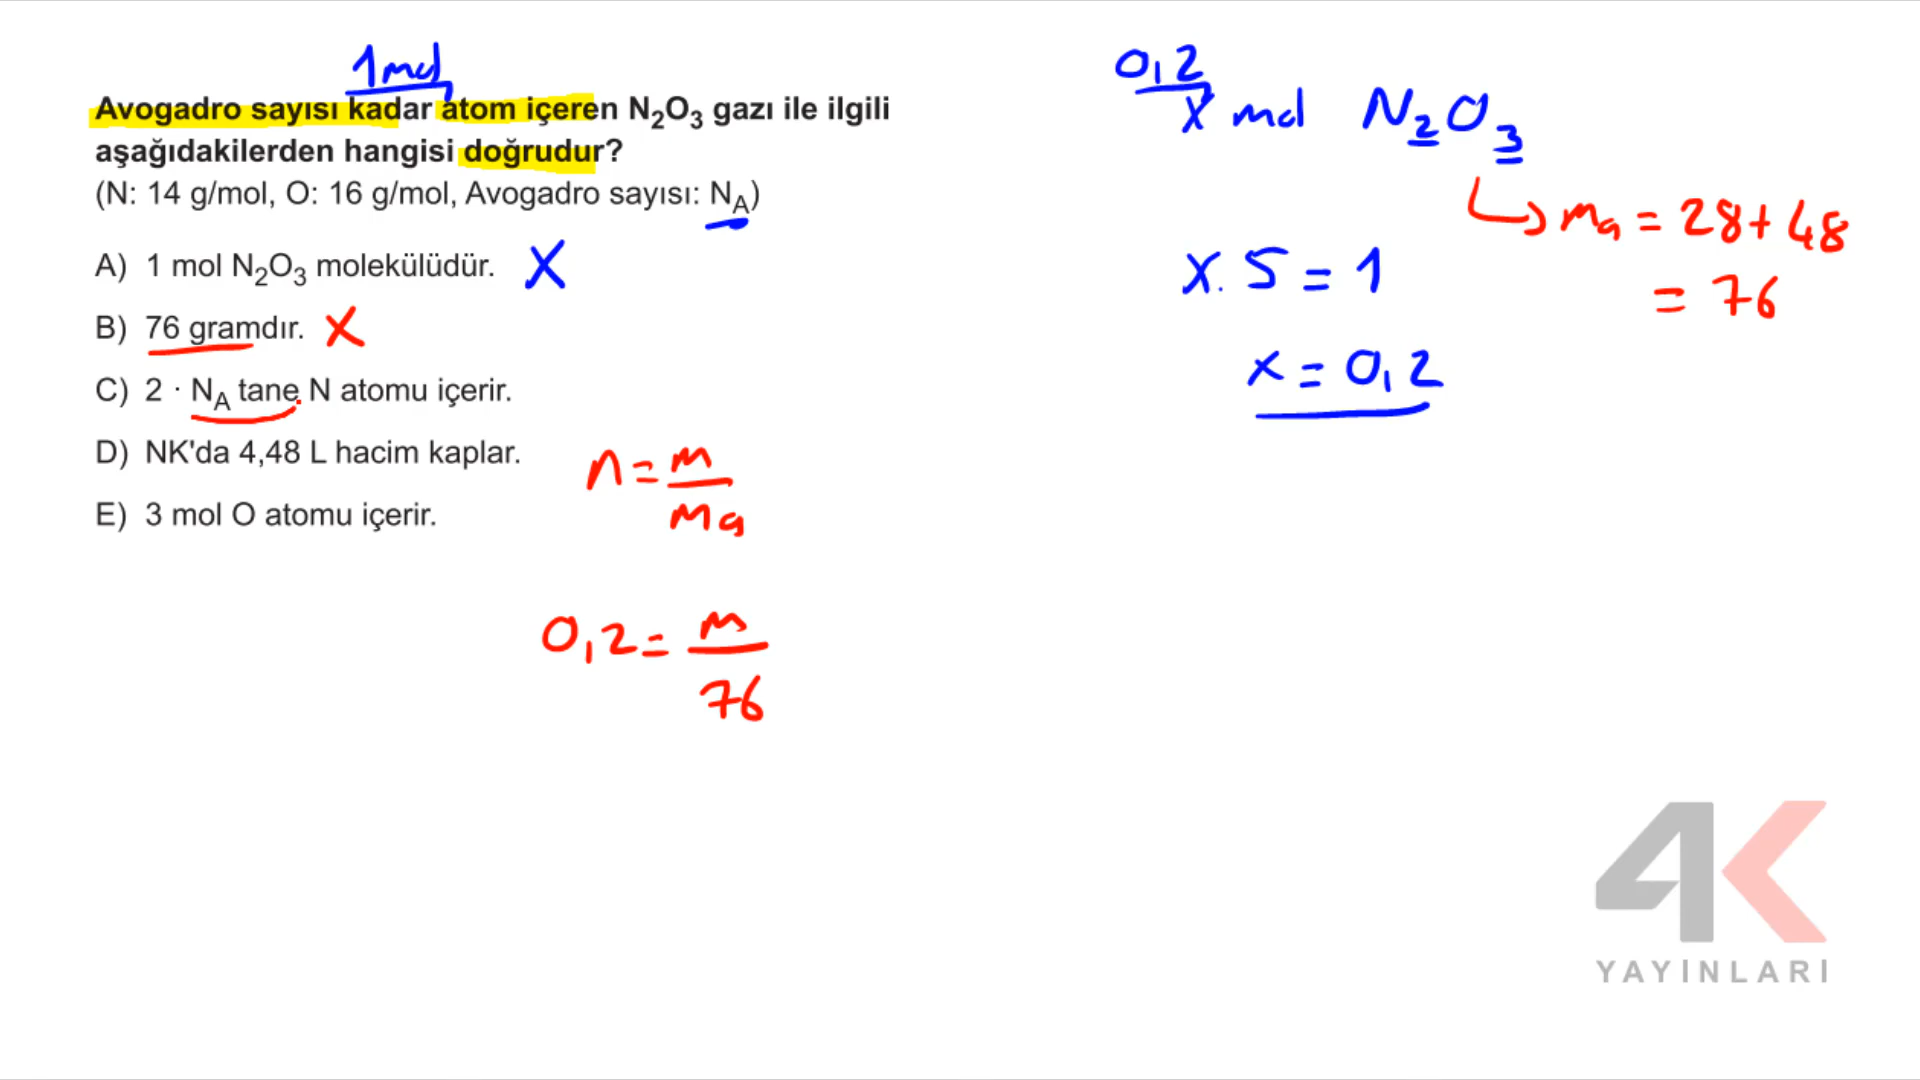 1 mol
Avogadro sayısı kadar atom içeren N₂O₃ gazı ile ilgili
aşağıdakilerden hangisi doğrudur?
(N: 14 g/mol, O: 16 g/mol, Avogadro sayısı: N_A)
A) 1 mol N₂O₃ molekülüdür. X
B) 76 gramdır. X
C) 2 · N_A tane N atomu içerir.
D) NK'da 4,48 L hacim kaplar.
E) 3 mol O atomu içerir.
n = m / Ma
0,2 = m / 76
0,2
x mol N₂O₃
ma = 28 + 48
= 76
x . 5 = 1
x = 0,2
4K
YAYINLARI